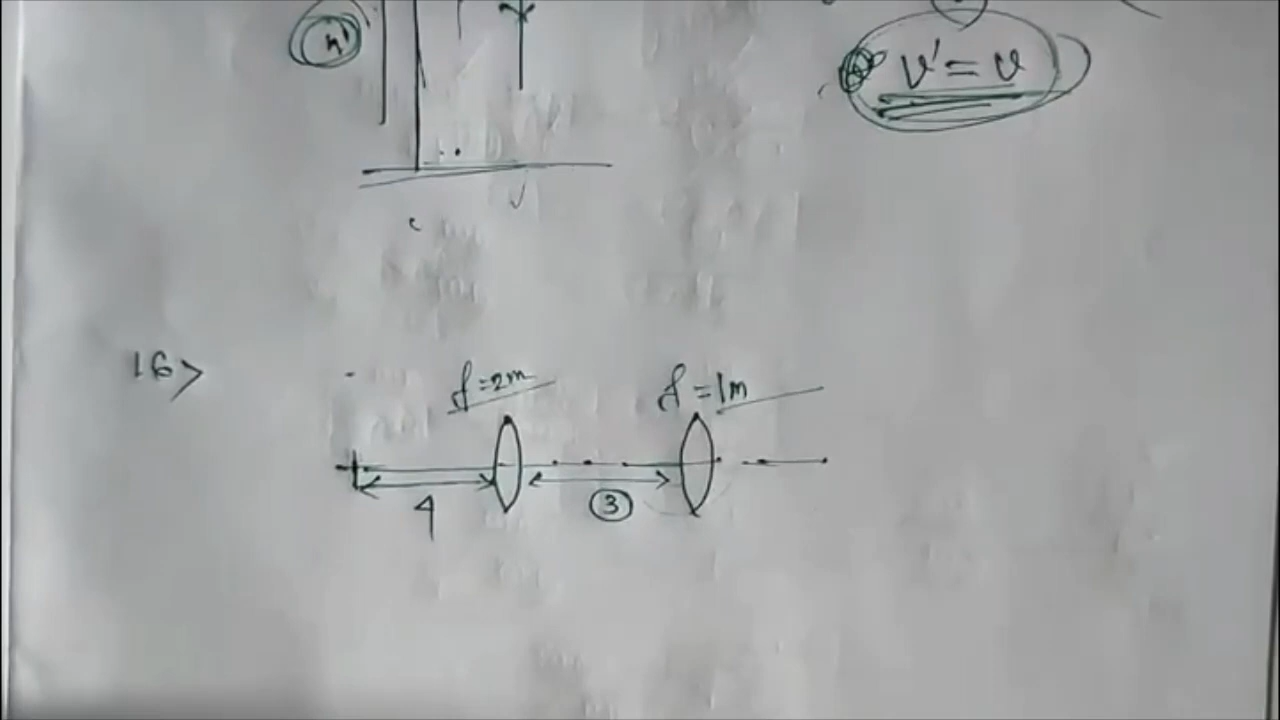 n'
v' = v
16>
f = 2m
f = 1m
4
3